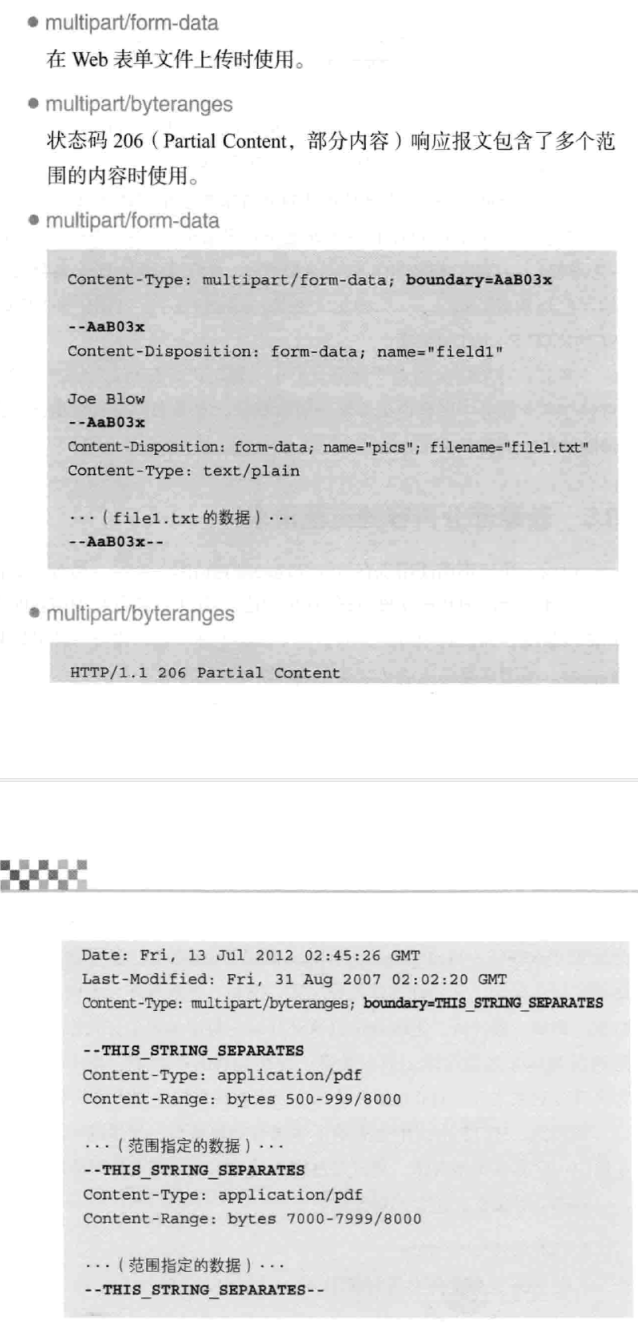 ● multipart/form-data
在 Web 表单文件上传时使用。
● multipart/byteranges
状态码 206（Partial Content，部分内容）响应报文包含了多个范
围的内容时使用。
● multipart/form-data
Content-Type: multipart/form-data; boundary=AaB03x
--AaB03x
Content-Disposition: form-data; name="field1"
Joe Blow
--AaB03x
Content-Disposition: form-data; name="pics"; filename="file1.txt"
Content-Type: text/plain
···（file1.txt的数据）···
--AaB03x--
● multipart/byteranges
HTTP/1.1 206 Partial Content
Date: Fri, 13 Jul 2012 02:45:26 GMT
Last-Modified: Fri, 31 Aug 2007 02:02:20 GMT
Content-Type: multipart/byteranges; boundary=THIS_STRING_SEPARATES
--THIS_STRING_SEPARATES
Content-Type: application/pdf
Content-Range: bytes 500-999/8000
···（范围指定的数据）···
--THIS_STRING_SEPARATES
Content-Type: application/pdf
Content-Range: bytes 7000-7999/8000
···（范围指定的数据）···
--THIS_STRING_SEPARATES--